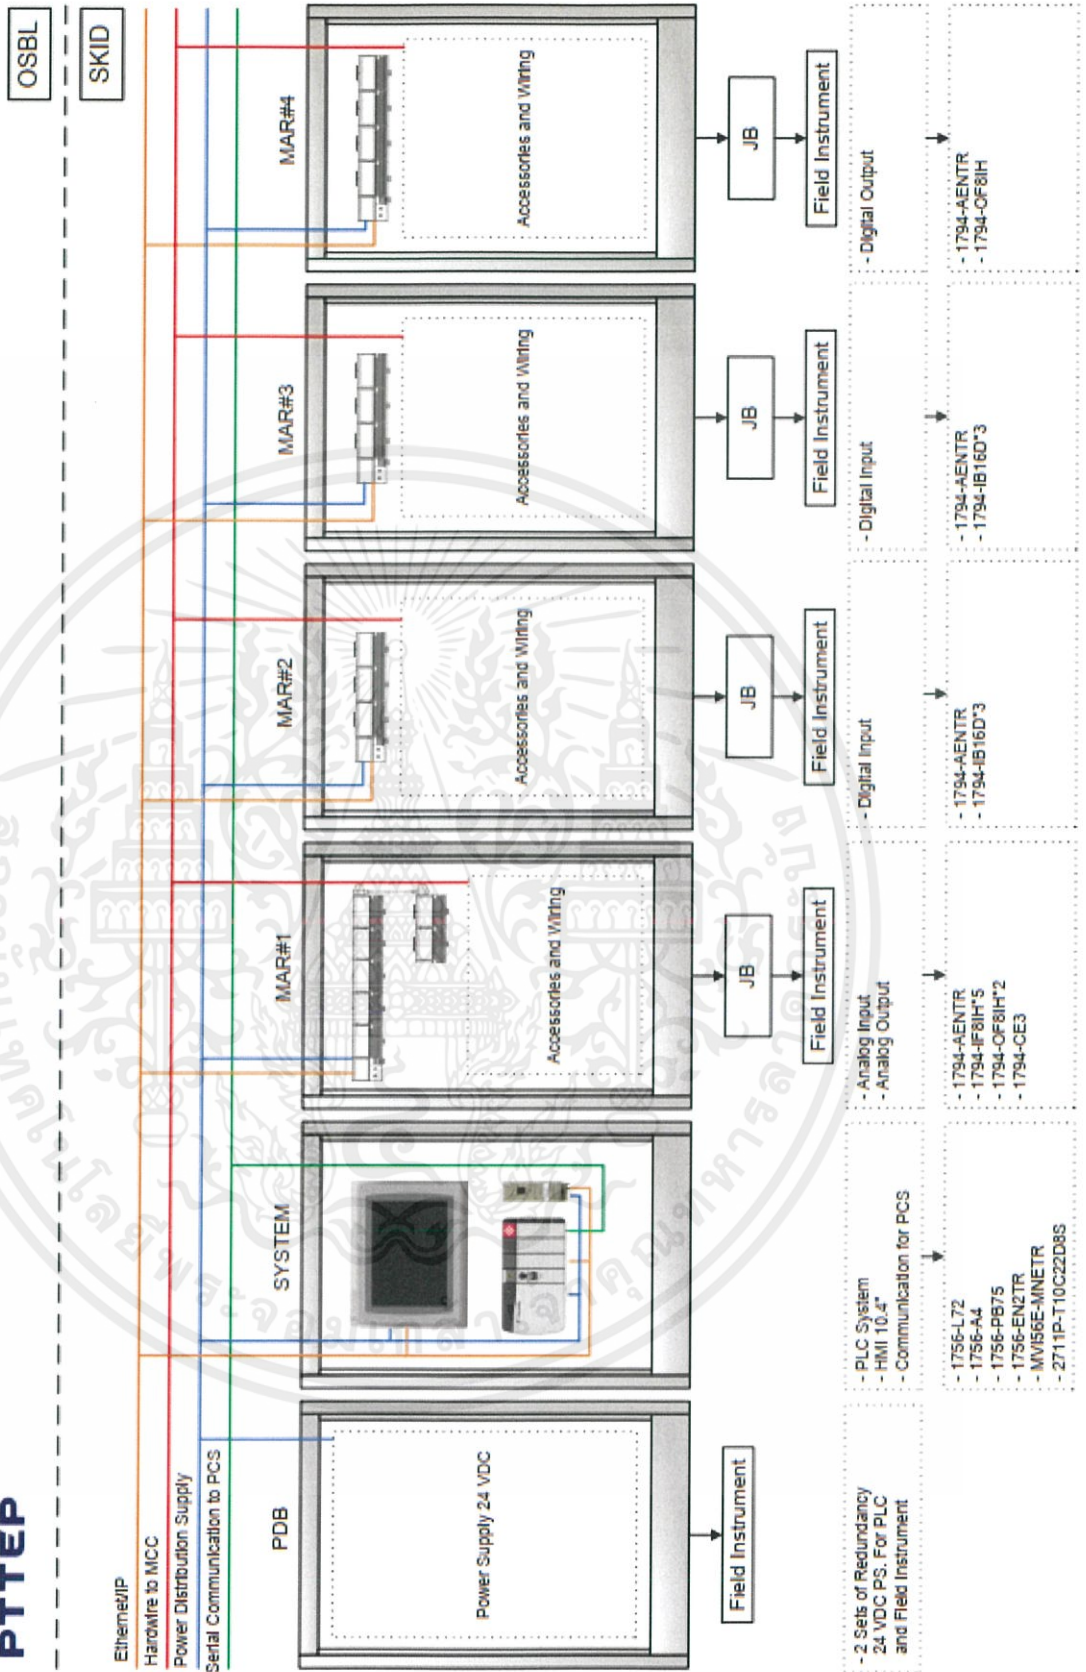 PTTEP
OSBL
SKID
Ethernet/IP
Hardwire to MCC
Power Distribution Supply
Serial Communication to PCS
PDB
SYSTEM
MAR#1
MAR#2
MAR#3
MAR#4
Power Supply 24 VDC
Accessories and Wiring
Accessories and Wiring
Accessories and Wiring
Accessories and Wiring
JB
JB
JB
JB
Field Instrument
Field Instrument
Field Instrument
Field Instrument
Field Instrument
- 2 Sets of Redundancy
24 VDC PS. For PLC
and Field Instrument
- PLC System
- HMI 10.4"
- Communication for PCS
- Analog Input
- Analog Output
- Digital Input
- Digital Input
- Digital Output
- 1756-L72
- 1756-A4
- 1756-PB75
- 1756-EN2TR
- MVI56E-MNETR
- 2711P-T10C22D8S
- 1794-AENTR
- 1794-IF8IH*5
- 1794-OF8IH*2
- 1794-CE3
- 1794-AENTR
- 1794-IB16D*3
- 1794-AENTR
- 1794-IB16D*3
- 1794-AENTR
- 1794-OF8IH